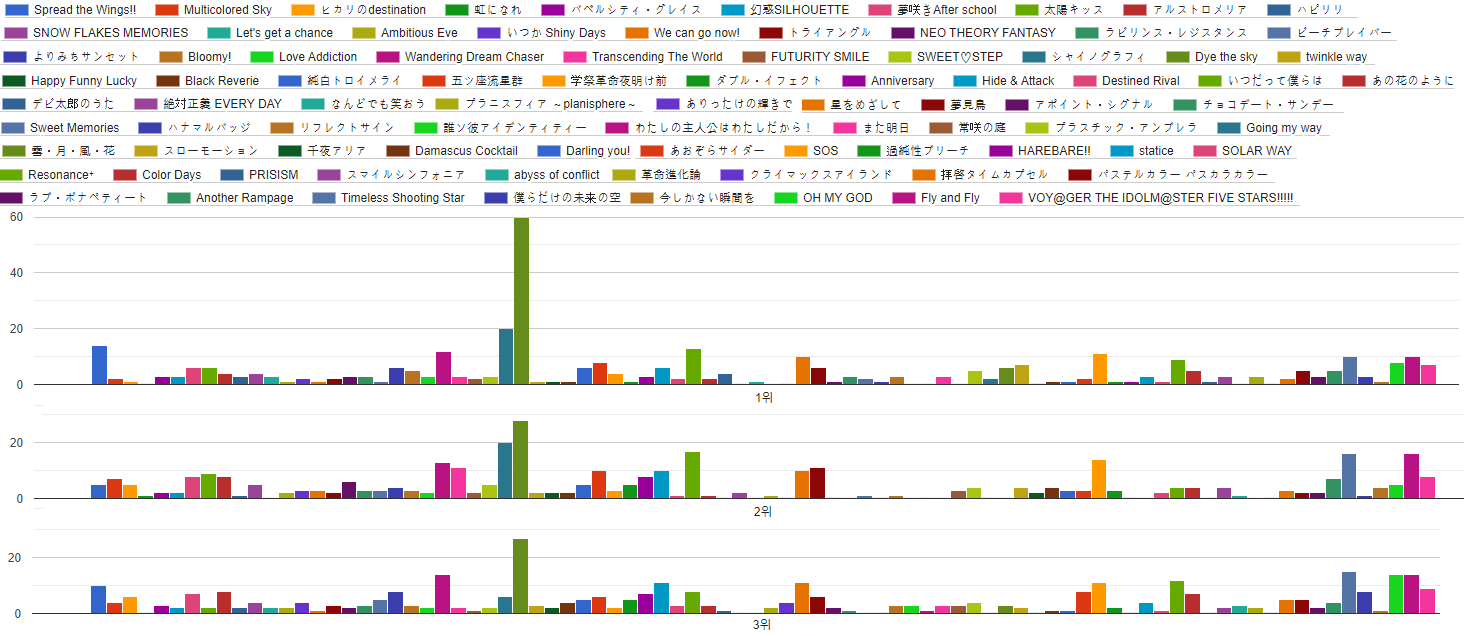 Spread the Wings!! Multicolored Sky ヒカリのdestination 虹になれ バベルシティ・グレイス 幻惑SILHOUETTE 夢咲きAfter school 太陽キッス アルストロメリア ハピリリ
SNOW FLAKES MEMORIES Let's get a chance Ambitious Eve いつか Shiny Days We can go now! トライアングル NEO THEORY FANTASY ラビリンス・レジスタンス ビーチブレイバー
よりみちサンセット Bloomy! Love Addiction Wandering Dream Chaser Transcending The World FUTURITY SMILE SWEET♡STEP シャイノグラフィ Dye the sky twinkle way
Happy Funny Lucky Black Reverie 純白トロイメライ 五ツ座流星群 学祭革命夜明け前 ダブル・イフェクト Anniversary Hide & Attack Destined Rival いつだって僕らは あの花のように
デビ太郎のうた 絶対正義 EVERY DAY なんどでも笑おう プラニスフィア ～planisphere～ ありったけの輝きで 星をめざして 夢見鳥 アポイント・シグナル チョコデート・サンデー
Sweet Memories ハナマルバッジ リフレクトサイン 誰ソ彼アイデンティティー わたしの主人公はわたしだから！ また明日 常咲の庭 プラスチック・アンブレラ Going my way
雪・月・風・花 スローモーション 千夜アリア Damascus Cocktail Darling you! あおぞらサイダー SOS 過純性ブリーチ HAREBARE!! statice SOLAR WAY
Resonance⁺ Color Days PRISISM スマイルシンフォニア abyss of conflict 革命進化論 クライマックスアイランド 拝啓タイムカプセル パステルカラー パスカラカラー
ラブ・ボナペティート Another Rampage Timeless Shooting Star 僕らだけの未来の空 今しかない瞬間を OH MY GOD Fly and Fly VOY@GER THE IDOLM@STER FIVE STARS!!!!!
60
40
20
0
1위
20
0
2위
20
0
3위